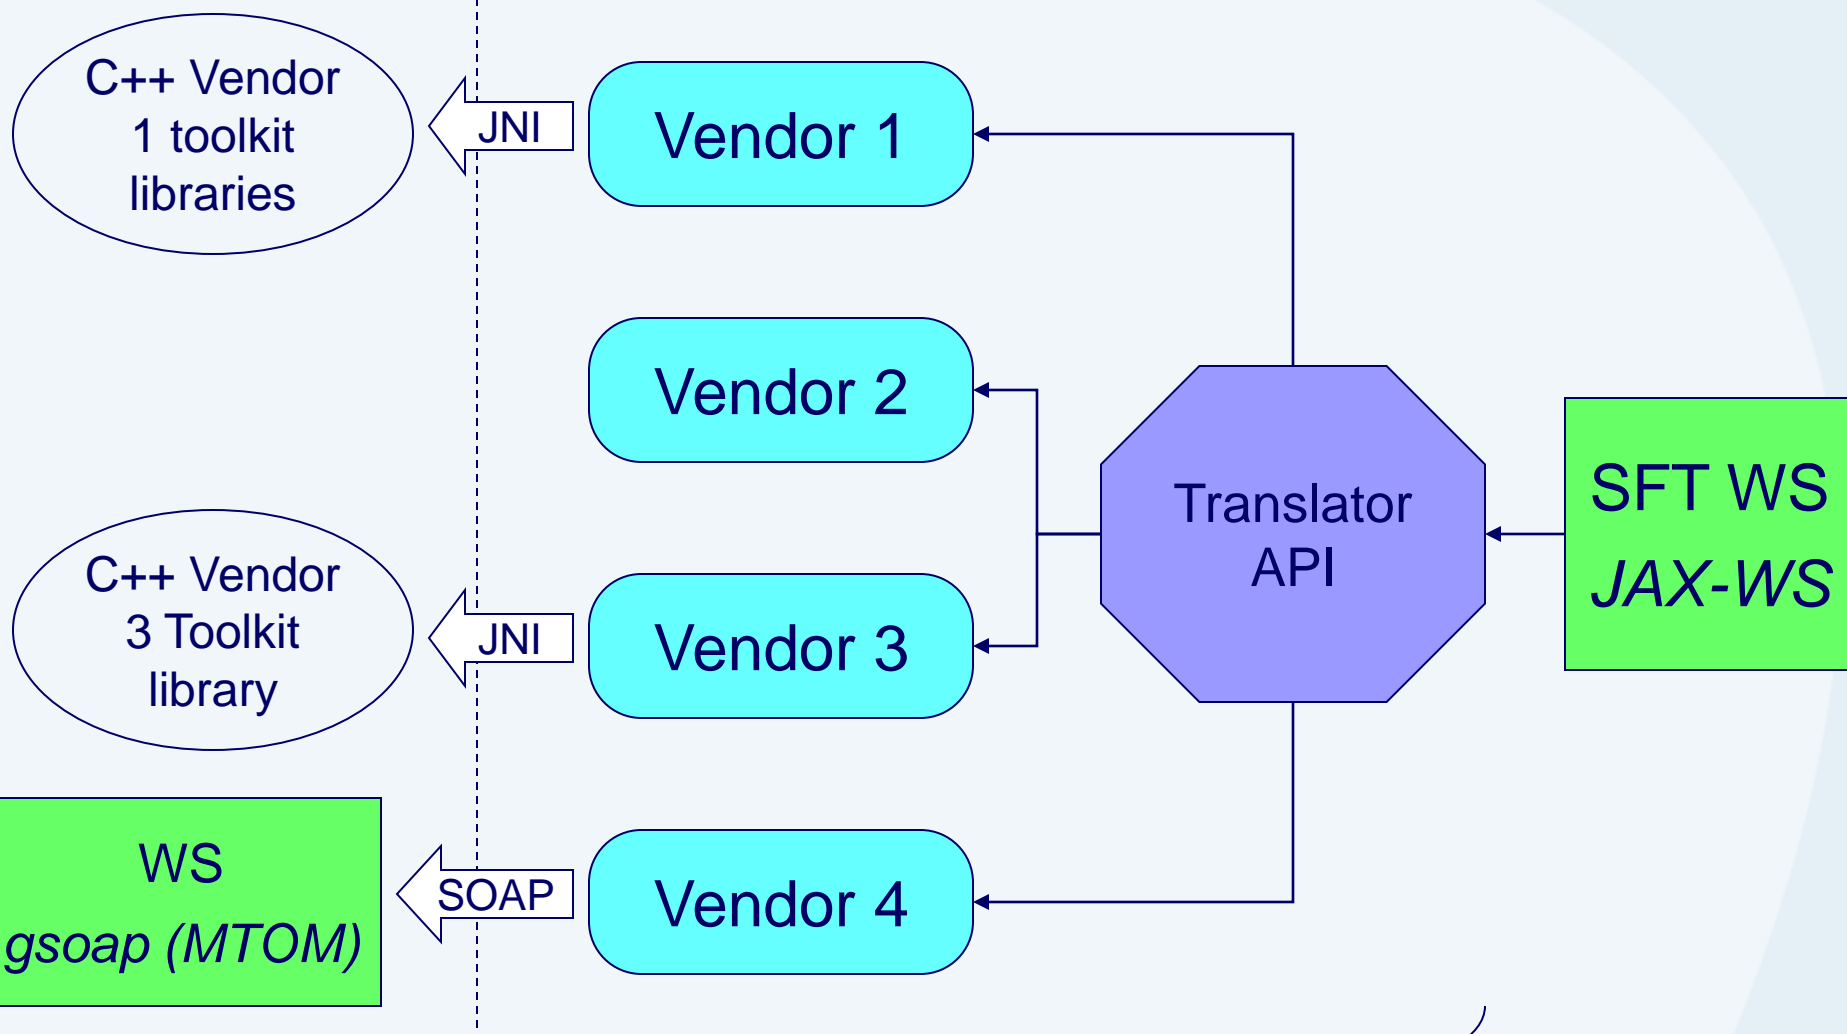 C++ Vendor
1 toolkit
libraries
JNI
Vendor 1
Vendor 2
C++ Vendor
3 Toolkit
library
JNI
Vendor 3
WS
gsoap (MTOM)
SOAP
Vendor 4
Translator
API
SFT WS
JAX-WS